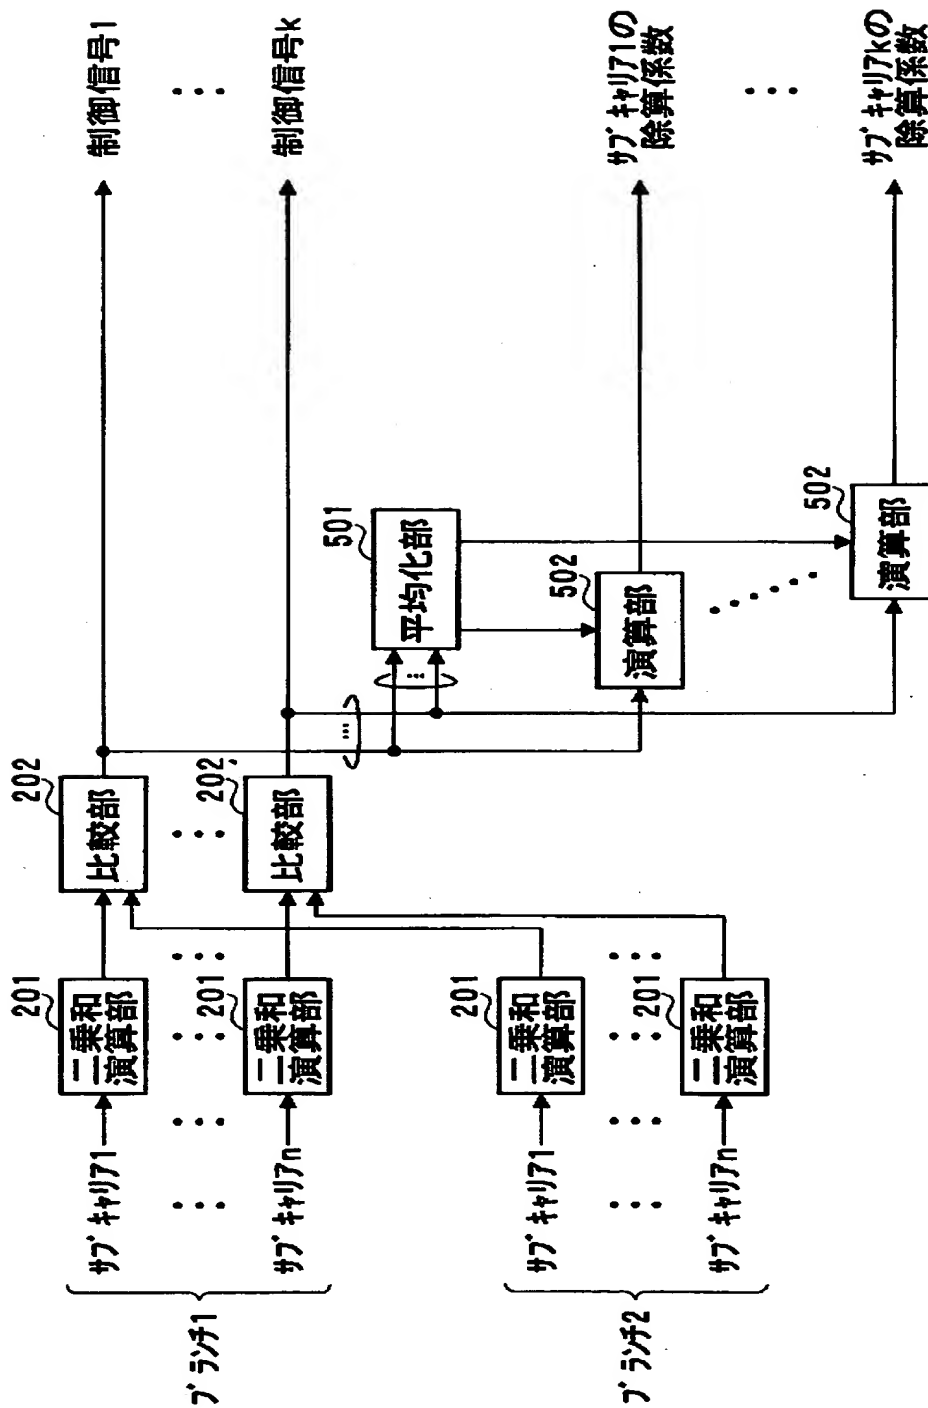 ブランチ1
サブキャリア1
サブキャリアn
201
二乗和
演算部
201
二乗和
演算部
202
比較部
202
比較部
制御信号1
制御信号k
501
平均化部
502
演算部
502
演算部
サブキャリア1の
除算係数
サブキャリアkの
除算係数
ブランチ2
サブキャリア1
サブキャリアn
201
二乗和
演算部
201
二乗和
演算部